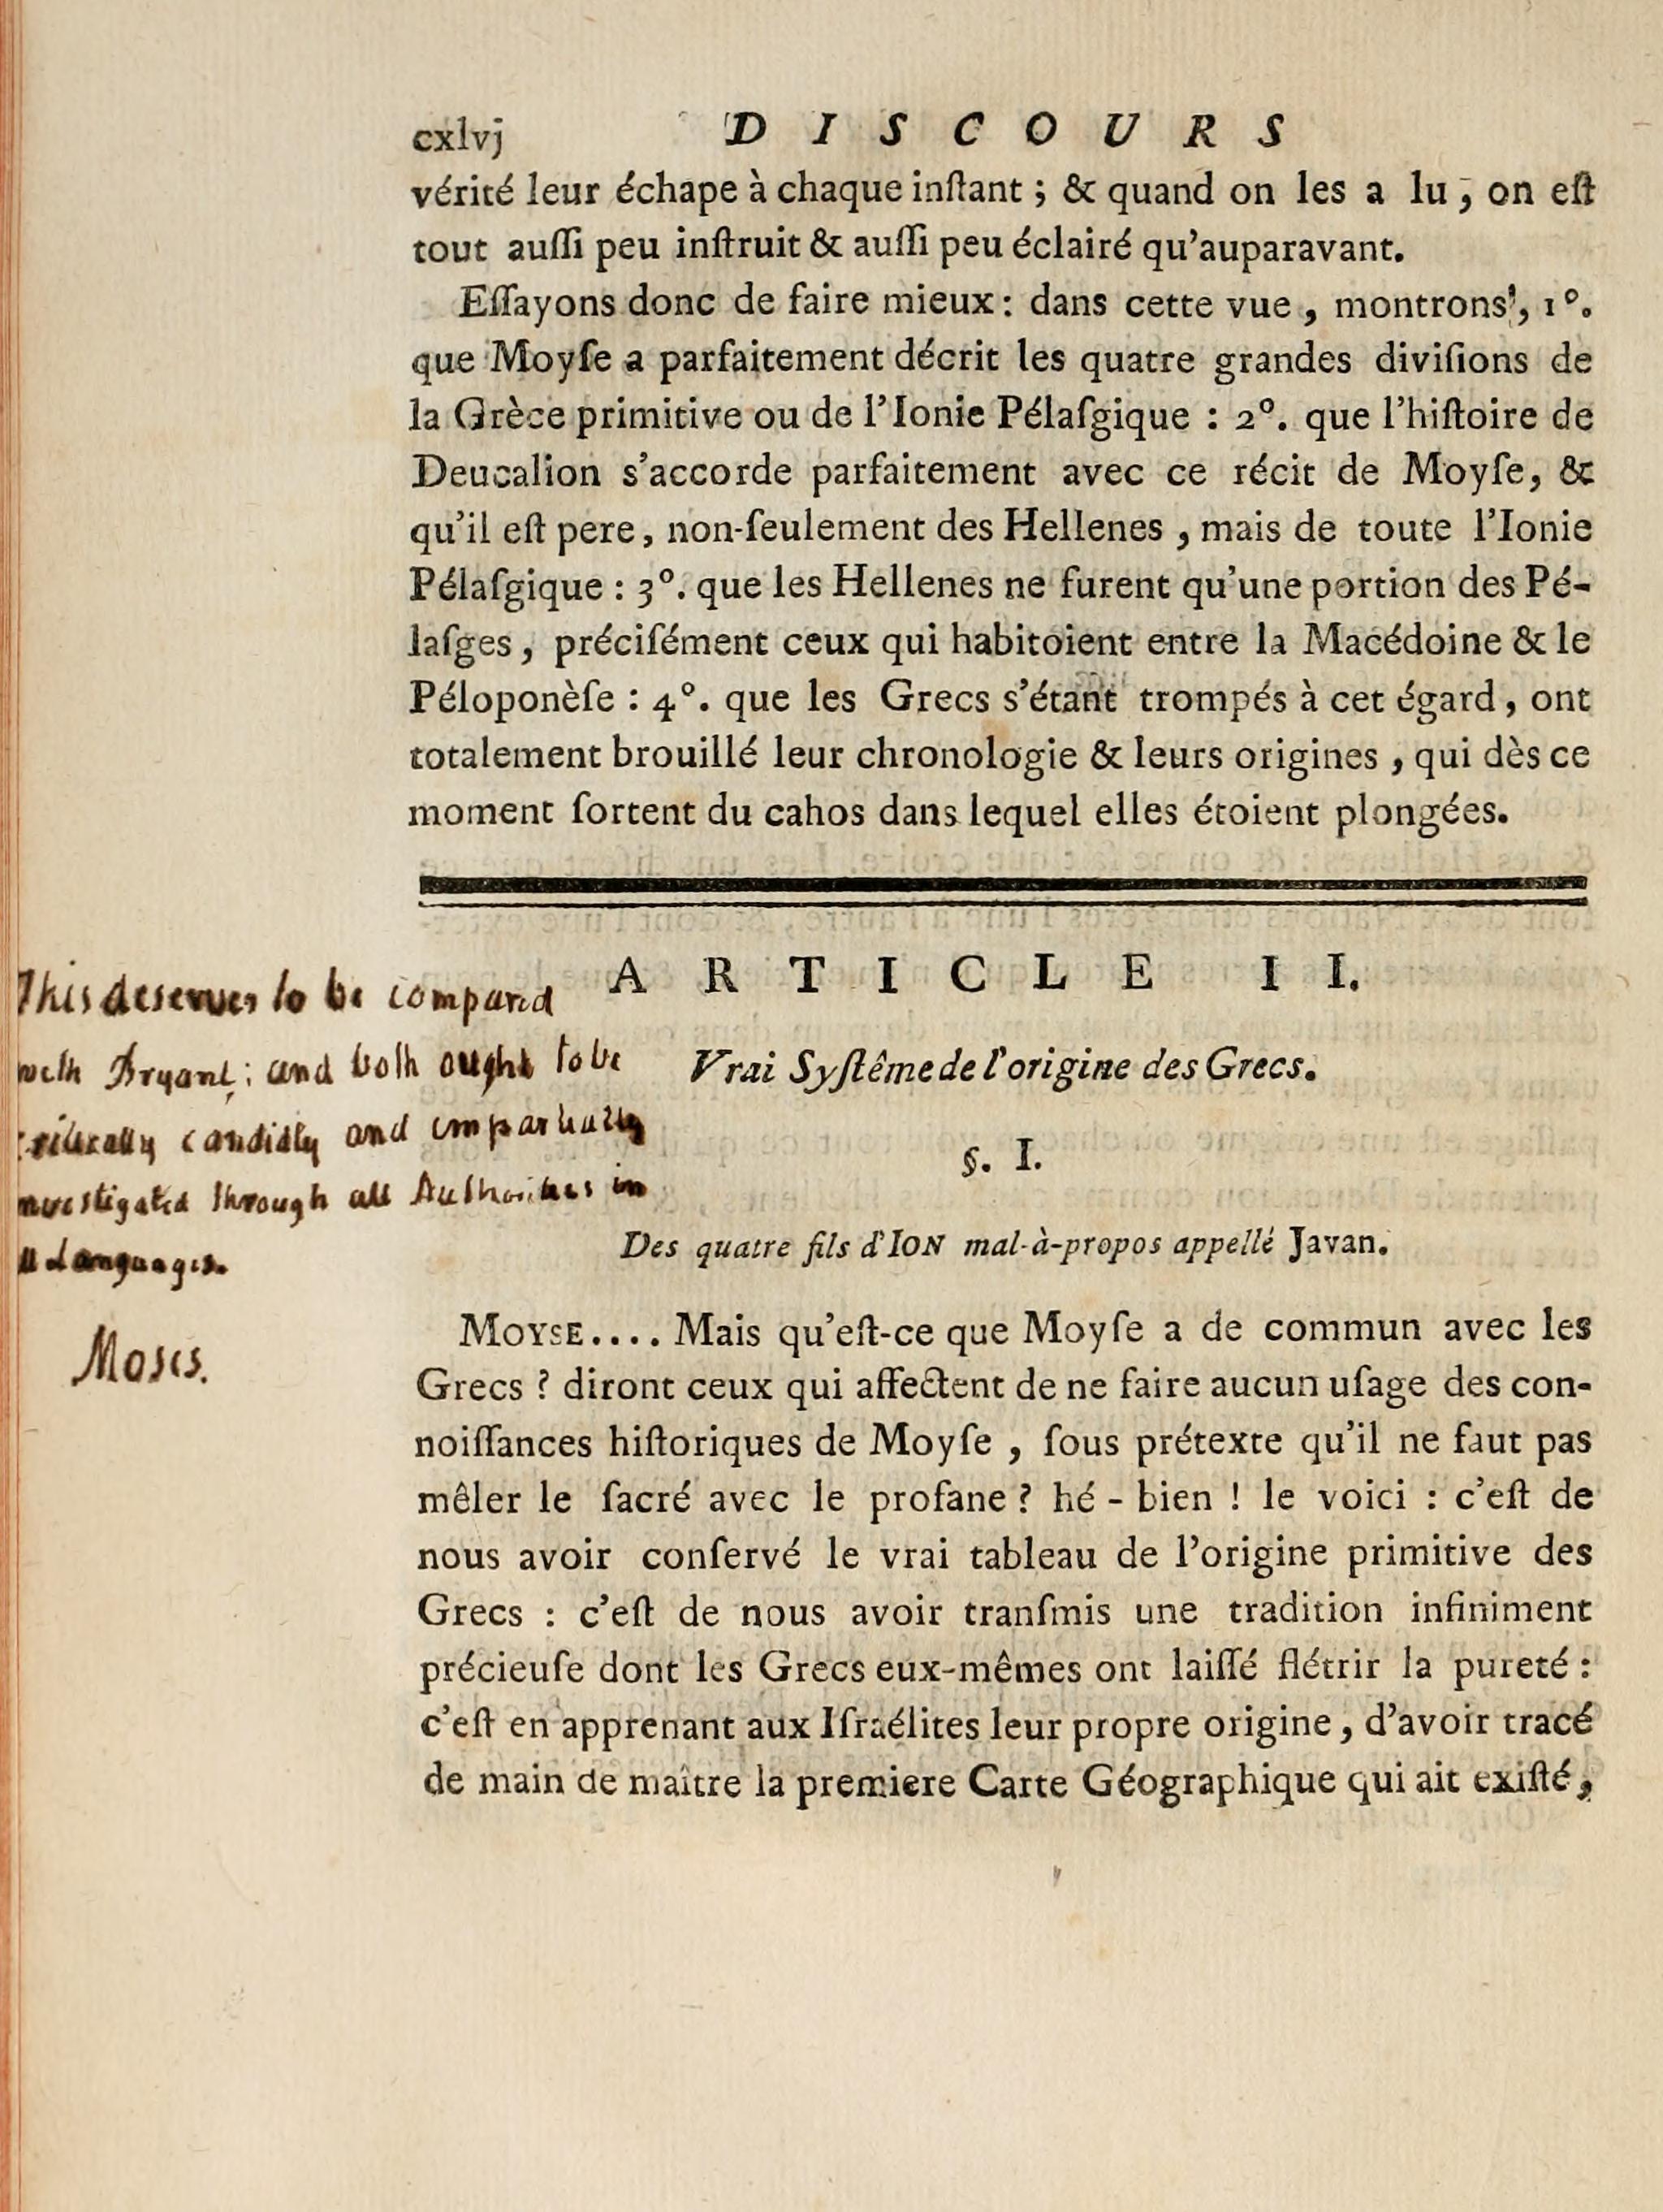 cxlvj DISCOURS
vérité leur échape à chaque inſtant ; & quand on les a lu, on eſt
tout auſſi peu inſtruit & auſſi peu éclairé qu'auparavant.
Eſſayons donc de faire mieux : dans cette vue, montrons, 1º.
que Moyſe a parfaitement décrit les quatre grandes diviſions de
la Grèce primitive ou de l'Ionie Pélaſgique : 2º. que l'hiſtoire de
Deucalion s'accorde parfaitement avec ce récit de Moyſe, &
qu'il eſt pere, non-ſeulement des Hellenes, mais de toute l'Ionie
Pélaſgique : 3º. que les Hellenes ne furent qu'une portion des Pé-
laſges, préciſément ceux qui habitoient entre la Macédoine & le
Péloponèſe : 4º. que les Grecs s'étant trompés à cet égard, ont
totalement brouillé leur chronologie & leurs origines, qui dès ce
moment ſortent du cahos dans lequel elles étoient plongées.
ARTICLE II.
Vrai Syſtême de l'origine des Grecs.
§. I.
Des quatre fils d'ION mal-à-propos appellé Javan.
This deserves to be compared
with Bryant; and both ought to be
critically candidly and impartially
investigated through all Authorities in
all Languages.
Moses.
MOYSE.... Mais qu'eſt-ce que Moyſe a de commun avec les
Grecs ? diront ceux qui affectent de ne faire aucun uſage des con-
noiſſances hiſtoriques de Moyſe, ſous prétexte qu'il ne faut pas
mêler le ſacré avec le profane ? hé-bien ! le voici : c'eſt de
nous avoir conſervé le vrai tableau de l'origine primitive des
Grecs : c'eſt de nous avoir tranſmis une tradition infiniment
précieuſe dont les Grecs eux-mêmes ont laiſſé flétrir la pureté :
c'eſt en apprenant aux Iſraélites leur propre origine, d'avoir tracé
de main de maître la premiere Carte Géographique qui ait exiſté,